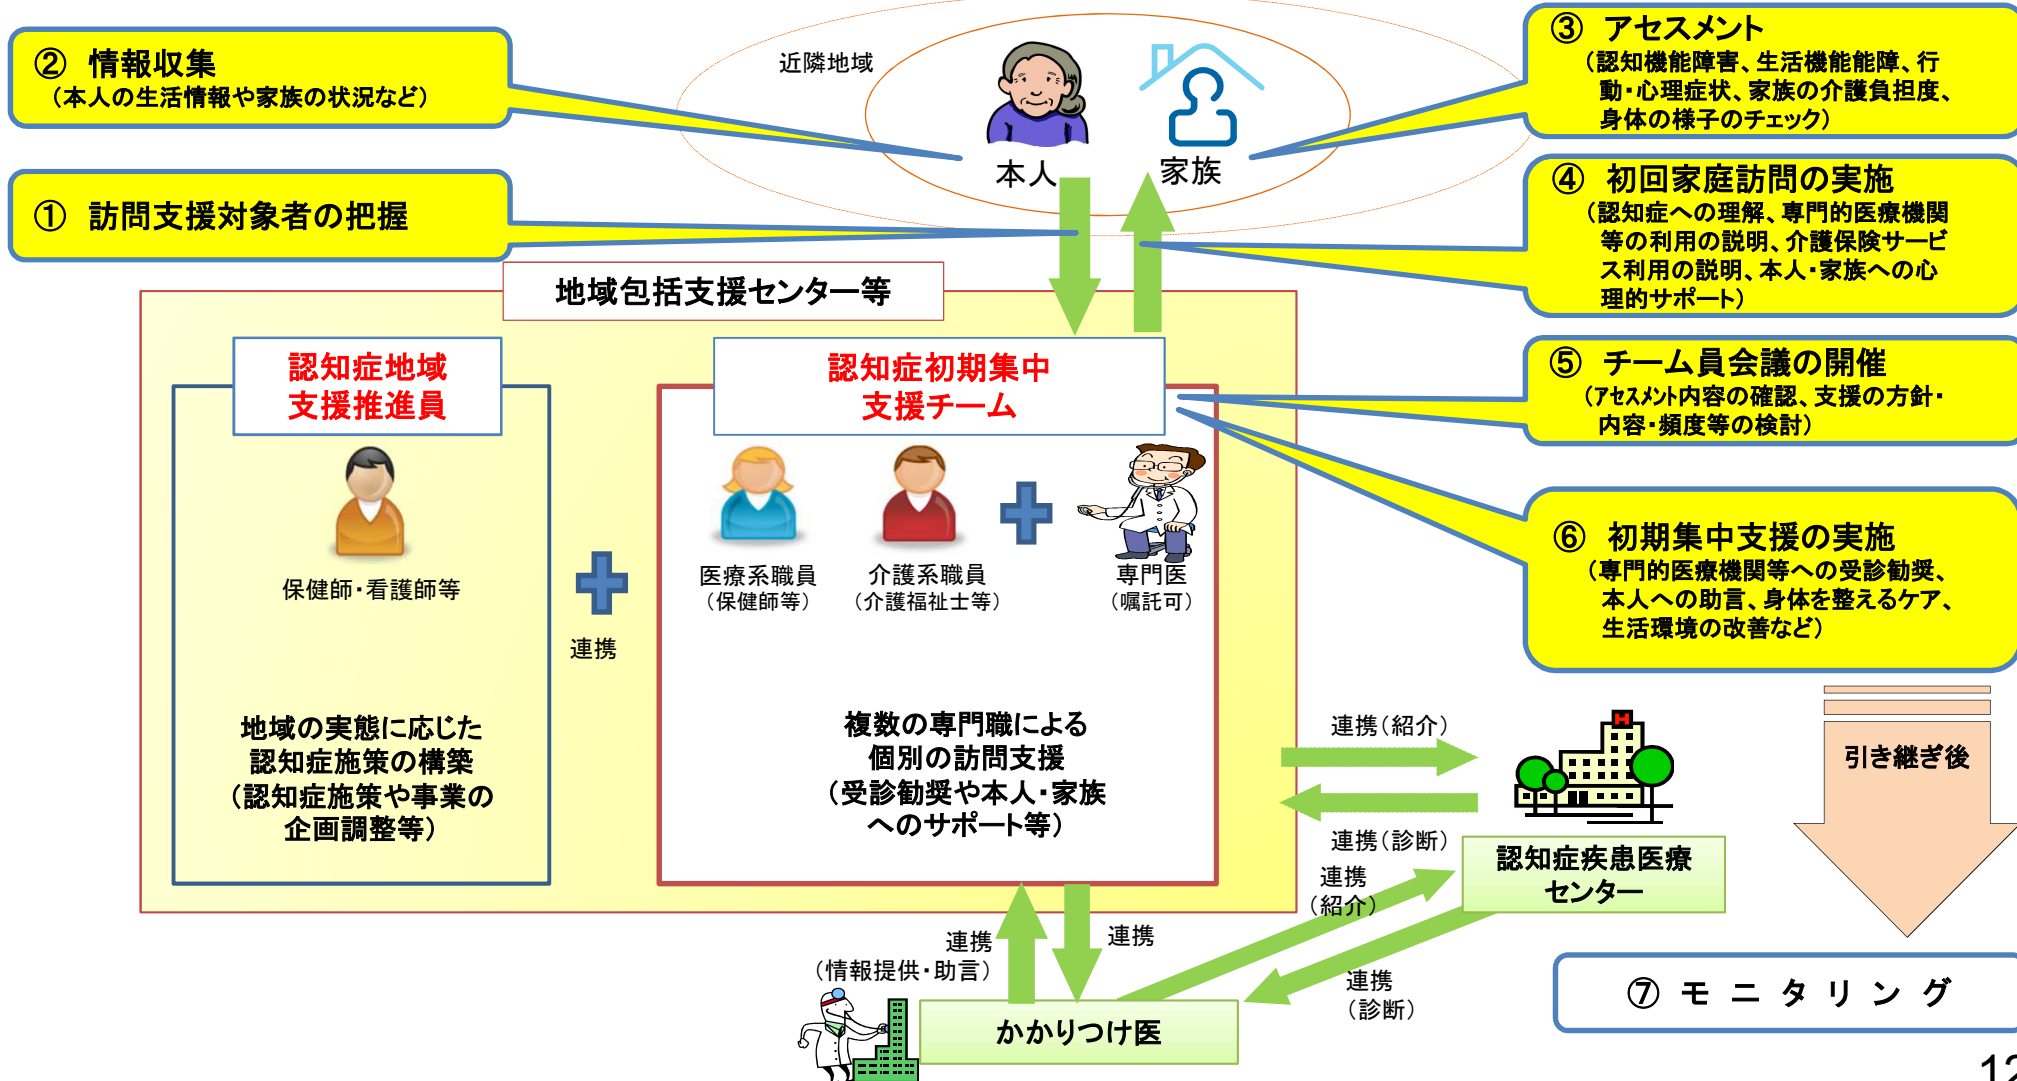 ② 情報収集
（本人の生活情報や家族の状況など）
① 訪問支援対象者の把握
近隣地域
本人
家族
③ アセスメント
（認知機能障害、生活機能能障、行
動・心理症状、家族の介護負担度、
身体の様子のチェック）
④ 初回家庭訪問の実施
（認知症への理解、専門的医療機関
等の利用の説明、介護保険サービ
ス利用の説明、本人・家族への心
理的サポート）
⑤ チーム員会議の開催
（アセスメント内容の確認、支援の方針・
内容・頻度等の検討）
⑥ 初期集中支援の実施
（専門的医療機関等への受診勧奨、
本人への助言、身体を整えるケア、
生活環境の改善など）
地域包括支援センター等
認知症地域
支援推進員
保健師・看護師等
地域の実態に応じた
認知症施策の構築
（認知症施策や事業の
企画調整等）
連携
認知症初期集中
支援チーム
医療系職員
（保健師等）
介護系職員
（介護福祉士等）
専門医
（嘱託可）
複数の専門職による
個別の訪問支援
（受診勧奨や本人・家族
へのサポート等）
連携（紹介）
連携（診断）
H
認知症疾患医療
センター
連携
（紹介）
連携
（診断）
連携
（情報提供・助言）
連携
かかりつけ医
引き継ぎ後
⑦ モニタリング
12